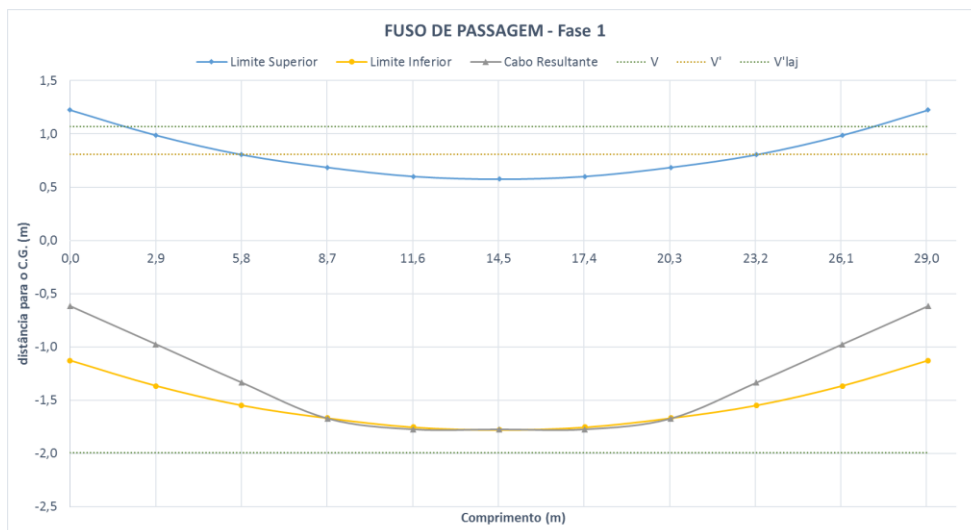 FUSO DE PASSAGEM - Fase 1
Limite Superior Limite Inferior Cabo Resultante V V' V'laj
1,5
1,0
0,5
0,0
0,0 2,9 5,8 8,7 11,6 14,5 17,4 20,3 23,2 26,1 29,0
-0,5
-1,0
-1,5
-2,0
-2,5
distância para o C.G. (m)
Comprimento (m)